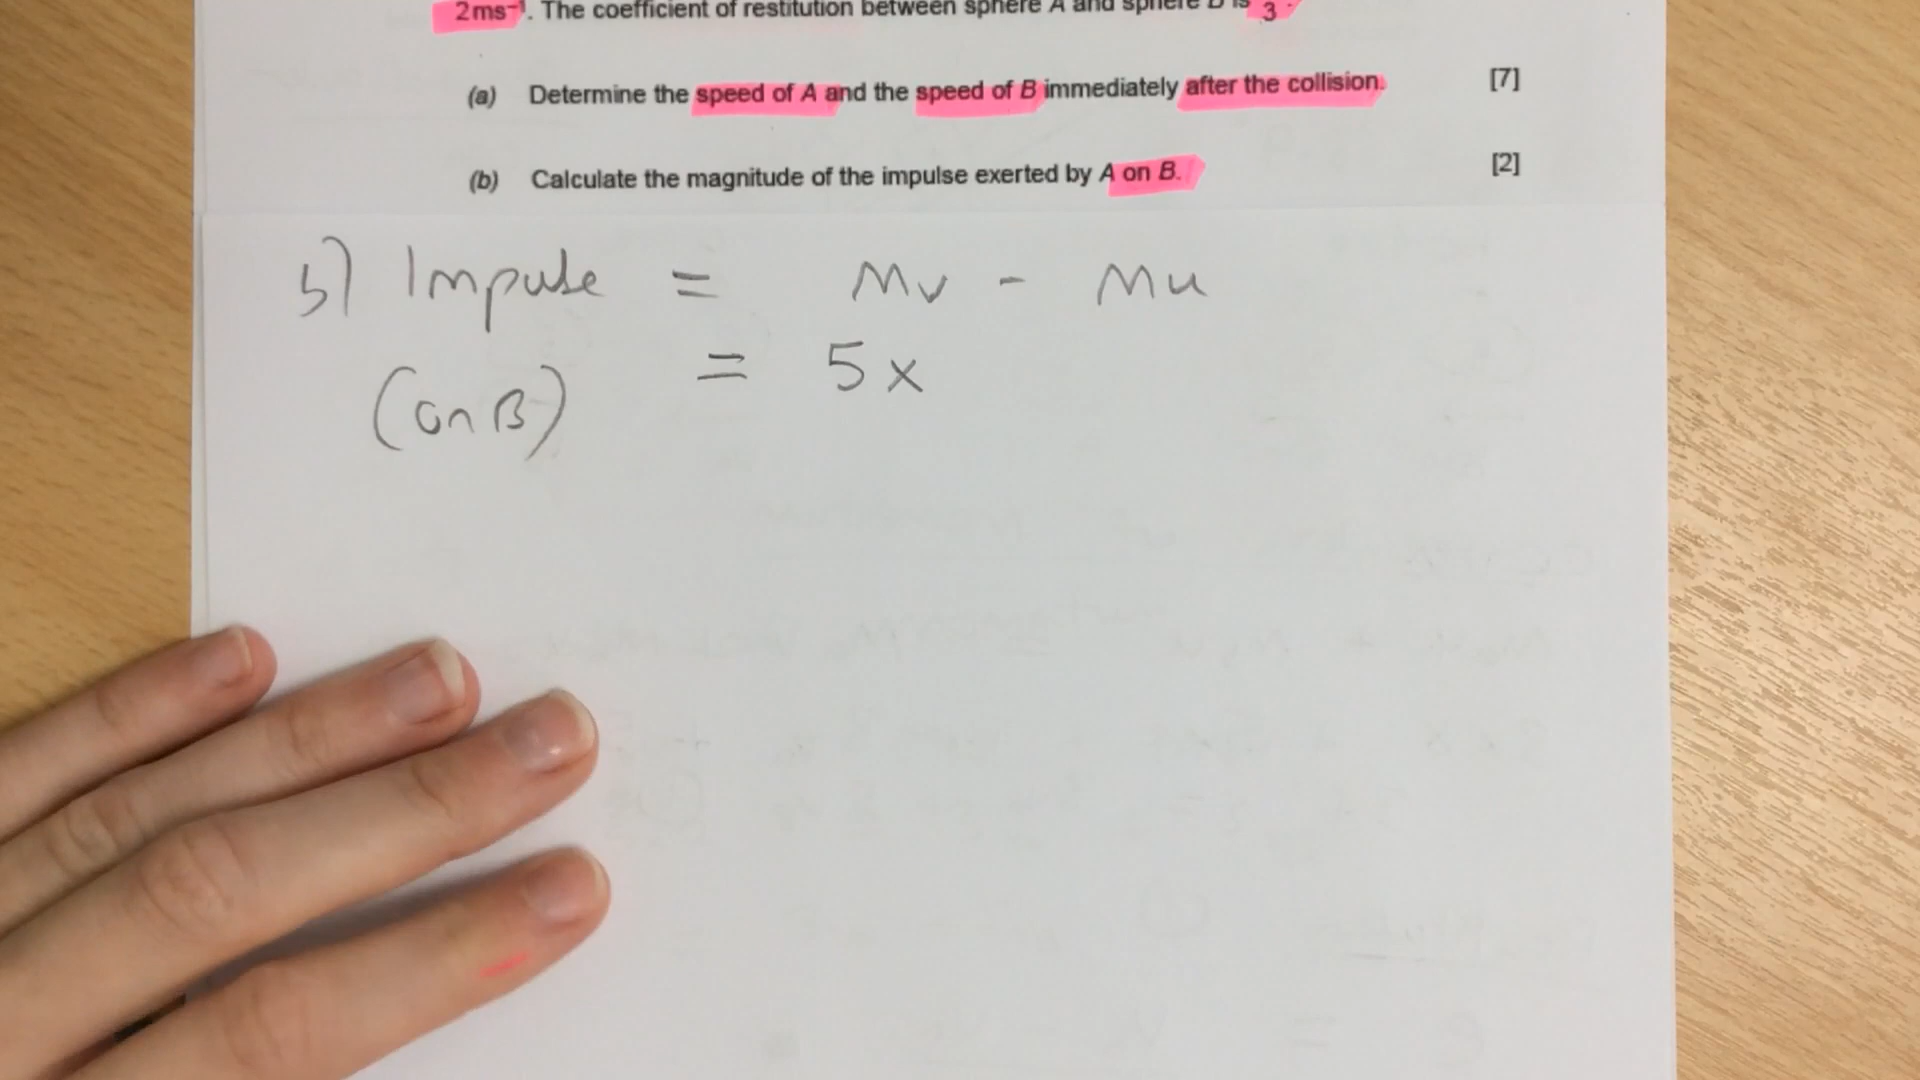 2ms⁻¹. The coefficient of restitution between sphere A and sphere B is 3.
(a) Determine the speed of A and the speed of B immediately after the collision. [7]
(b) Calculate the magnitude of the impulse exerted by A on B. [2]
b) Impulse = mv - mu
(on B) = 5 x